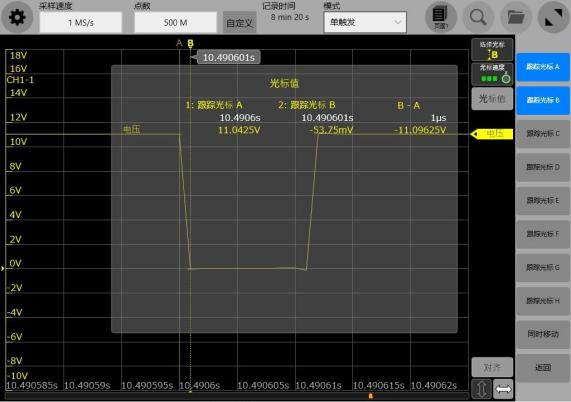 采样速度 点数 记录时间 模式
1 MS/s 500 M 自定义 8 min 20 s 单触发
页面1
A B
10.490601s
选择光标
B
光标速度
光标值
18V
16V
CH1-1
14V
12V
10V
8V
6V
4V
2V
0V
-2V
-4V
-6V
-8V
-10V
光标值
1: 跟踪光标 A 2: 跟踪光标 B B - A
10.4906s 10.490601s 1μs
电压 11.0425V -53.75mV -11.09625V
电压
跟踪光标 A
跟踪光标 B
跟踪光标 C
跟踪光标 D
跟踪光标 E
跟踪光标 F
跟踪光标 G
跟踪光标 H
同时移动
对齐 返回
10.490585s 10.49059s 10.490595s 10.4906s 10.490605s 10.49061s 10.490615s 10.49062s